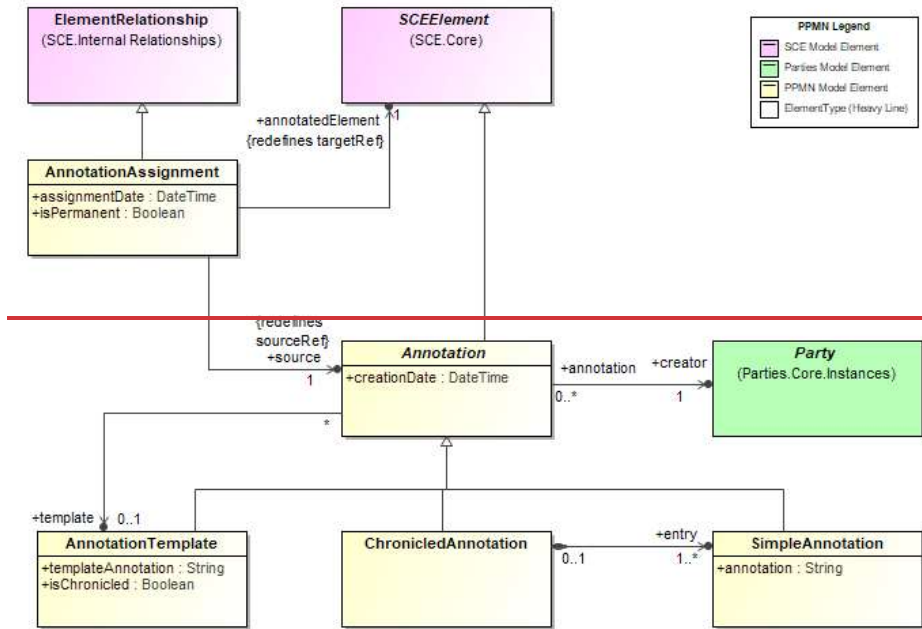 ElementRelationship
(SCE.Internal Relationships)
SCEElement
(SCE.Core)
PPMN Legend
SCE Model Element
Parties Model Element
PPMN Model Element
ElementType (Heavy Line)
+annotatedElement
1
{redefines targetRef}
AnnotationAssignment
+assignmentDate : DateTime
+isPermanent : Boolean
{redefines
sourceRef}
+source
1
Annotation
+creationDate : DateTime
+annotation
0..*
+creator
1
Party
(Parties.Core.Instances)
*
+template
0..1
AnnotationTemplate
+templateAnnotation : String
+isChronicled : Boolean
ChronicledAnnotation
0..1
+entry
1..*
SimpleAnnotation
+annotation : String